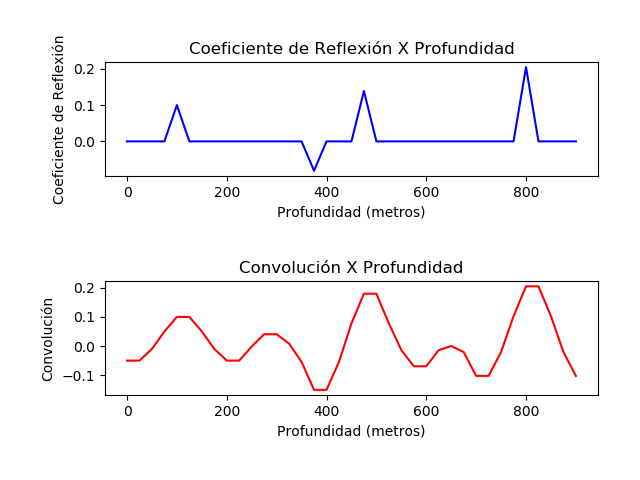 Coeficiente de Reflexión X Profundidad
Coeficiente de Reflexión
0.2
0.1
0.0
0 200 400 600 800
Profundidad (metros)
Convolución X Profundidad
Convolución
0.2
0.1
0.0
−0.1
0 200 400 600 800
Profundidad (metros)